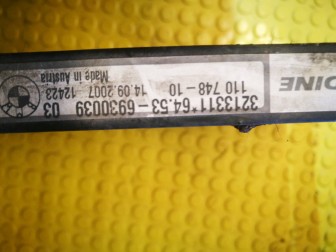 3213311*64.53-6930039 03
110 748-10 14.09.2007 12423
Made in Austria
DINE